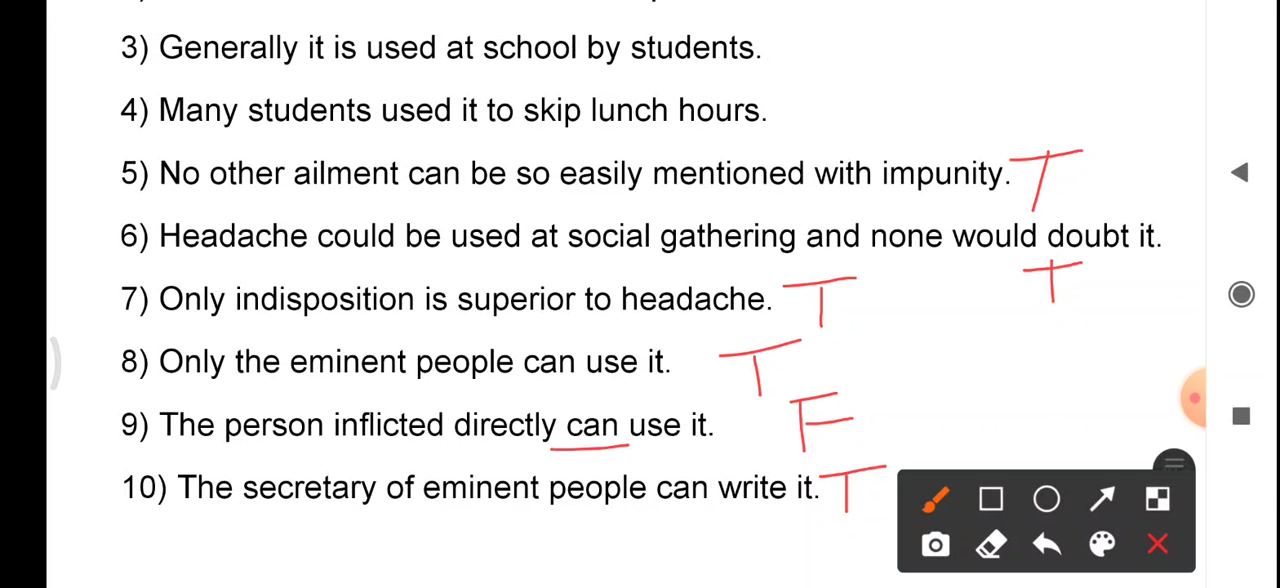 3) Generally it is used at school by students.
4) Many students used it to skip lunch hours.
5) No other ailment can be so easily mentioned with impunity. T
6) Headache could be used at social gathering and none would doubt it.
T
7) Only indisposition is superior to headache. T
8) Only the eminent people can use it. T
9) The person inflicted directly can use it. F
10) The secretary of eminent people can write it. T